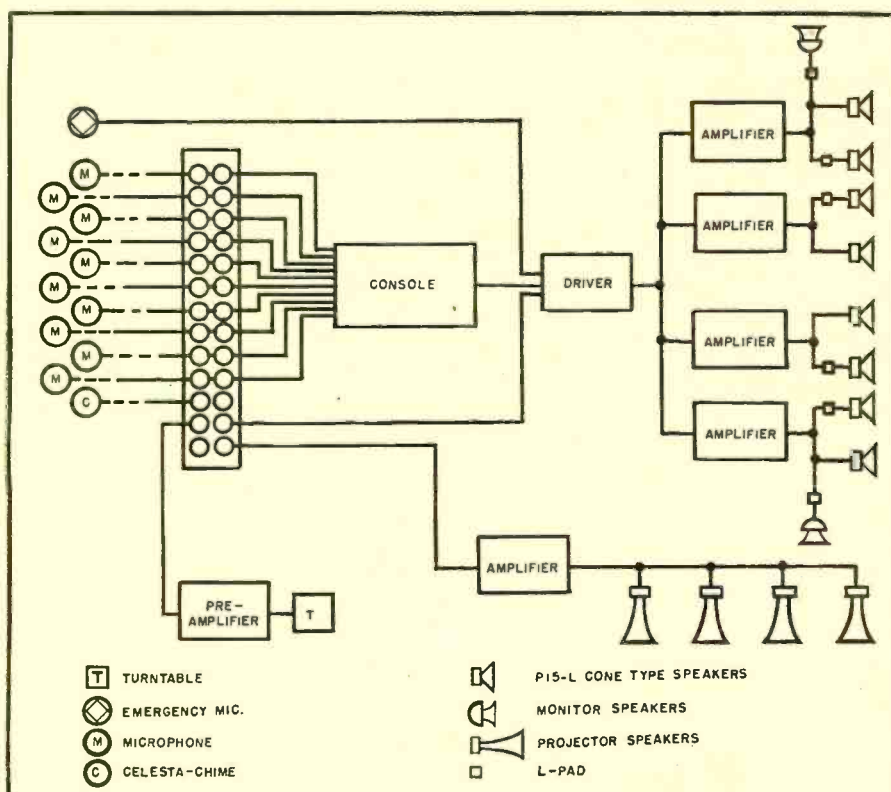 AMPLIFIER
M
M
M
M
M
M
M
M
M
M
C
AMPLIFIER
CONSOLE
DRIVER
AMPLIFIER
AMPLIFIER
AMPLIFIER
PRE-
AMPLIFIER
T
T TURNTABLE
EMERGENCY MIC.
M MICROPHONE
C CELESTA-CHIME
P15-L CONE TYPE SPEAKERS
MONITOR SPEAKERS
PROJECTOR SPEAKERS
L-PAD